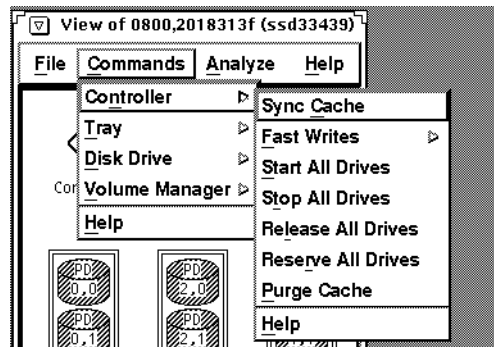 View of 0800,2018313f (ssd33439)
File Commands Analyze Help
Controller
Tray
Disk Drive
Volume Manager
Help
Sync Cache
Fast Writes
Start All Drives
Stop All Drives
Release All Drives
Reserve All Drives
Purge Cache
Help
Cor
PD
0,0
PD
2,0
PD
0,1
PD
2,1